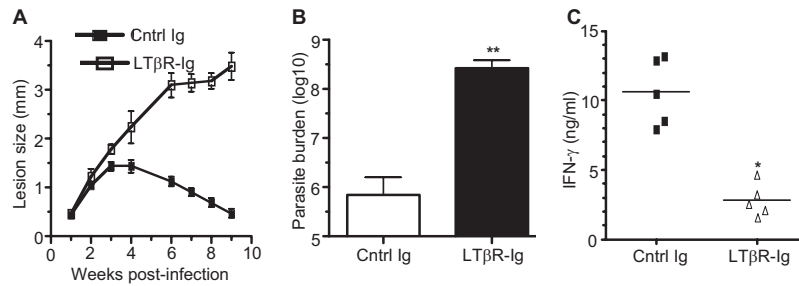 A
Cntrl Ig
LTβR-Ig
Lesion size (mm)
4
3
2
1
0
0
2
4
6
8
10
Weeks post-infection
B
**
Parasite burden (log10)
9
8
7
6
5
Cntrl Ig
LTβR-Ig
C
*
IFN-γ (ng/ml)
15
10
5
0
Cntrl Ig
LTβR-Ig